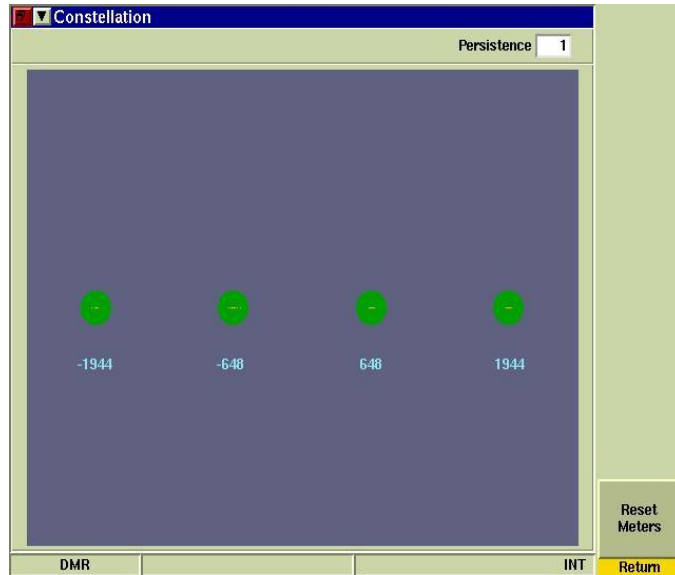 Constellation
Persistence 1
-1944 -648 648 1944
Reset
Meters
DMR INT Return